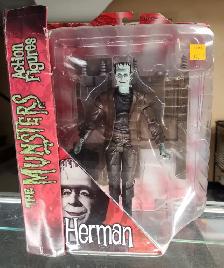 THE MUNSTERS
Action Figures
Herman